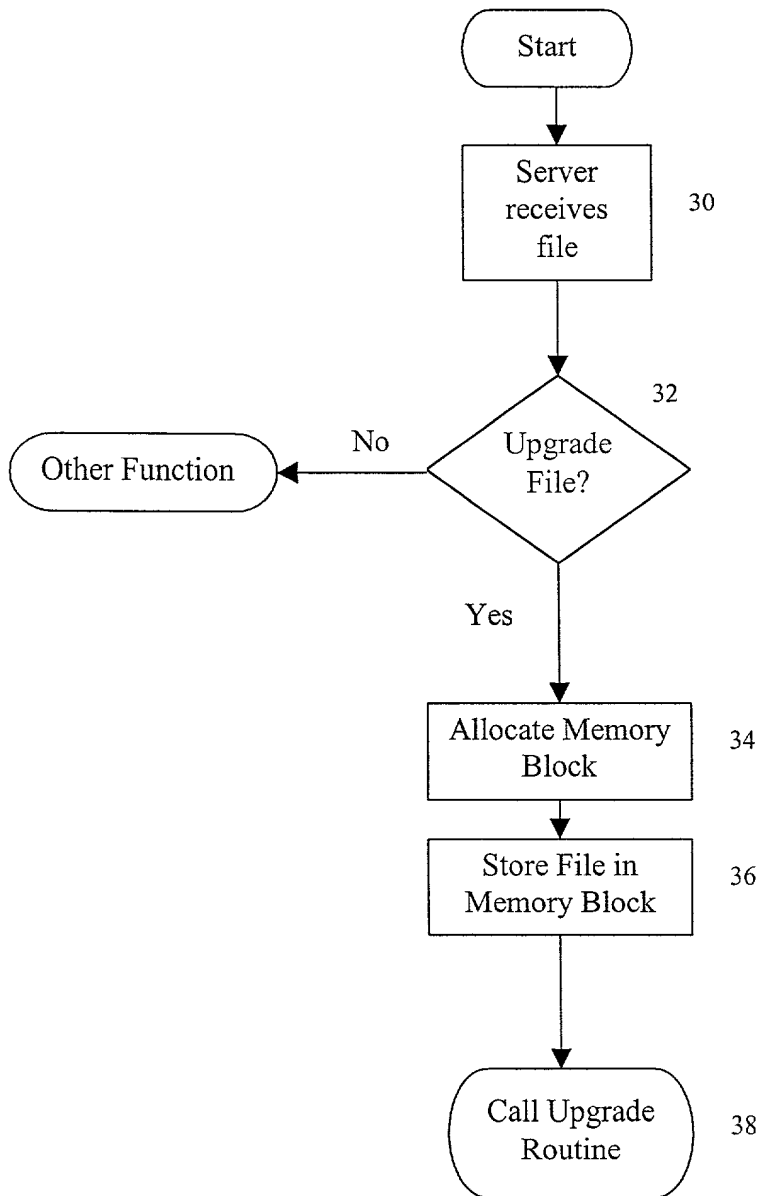 Start
Server
receives
file
30
32
Upgrade
File?
No
Other Function
Yes
Allocate Memory
Block
34
Store File in
Memory Block
36
Call Upgrade
Routine
38